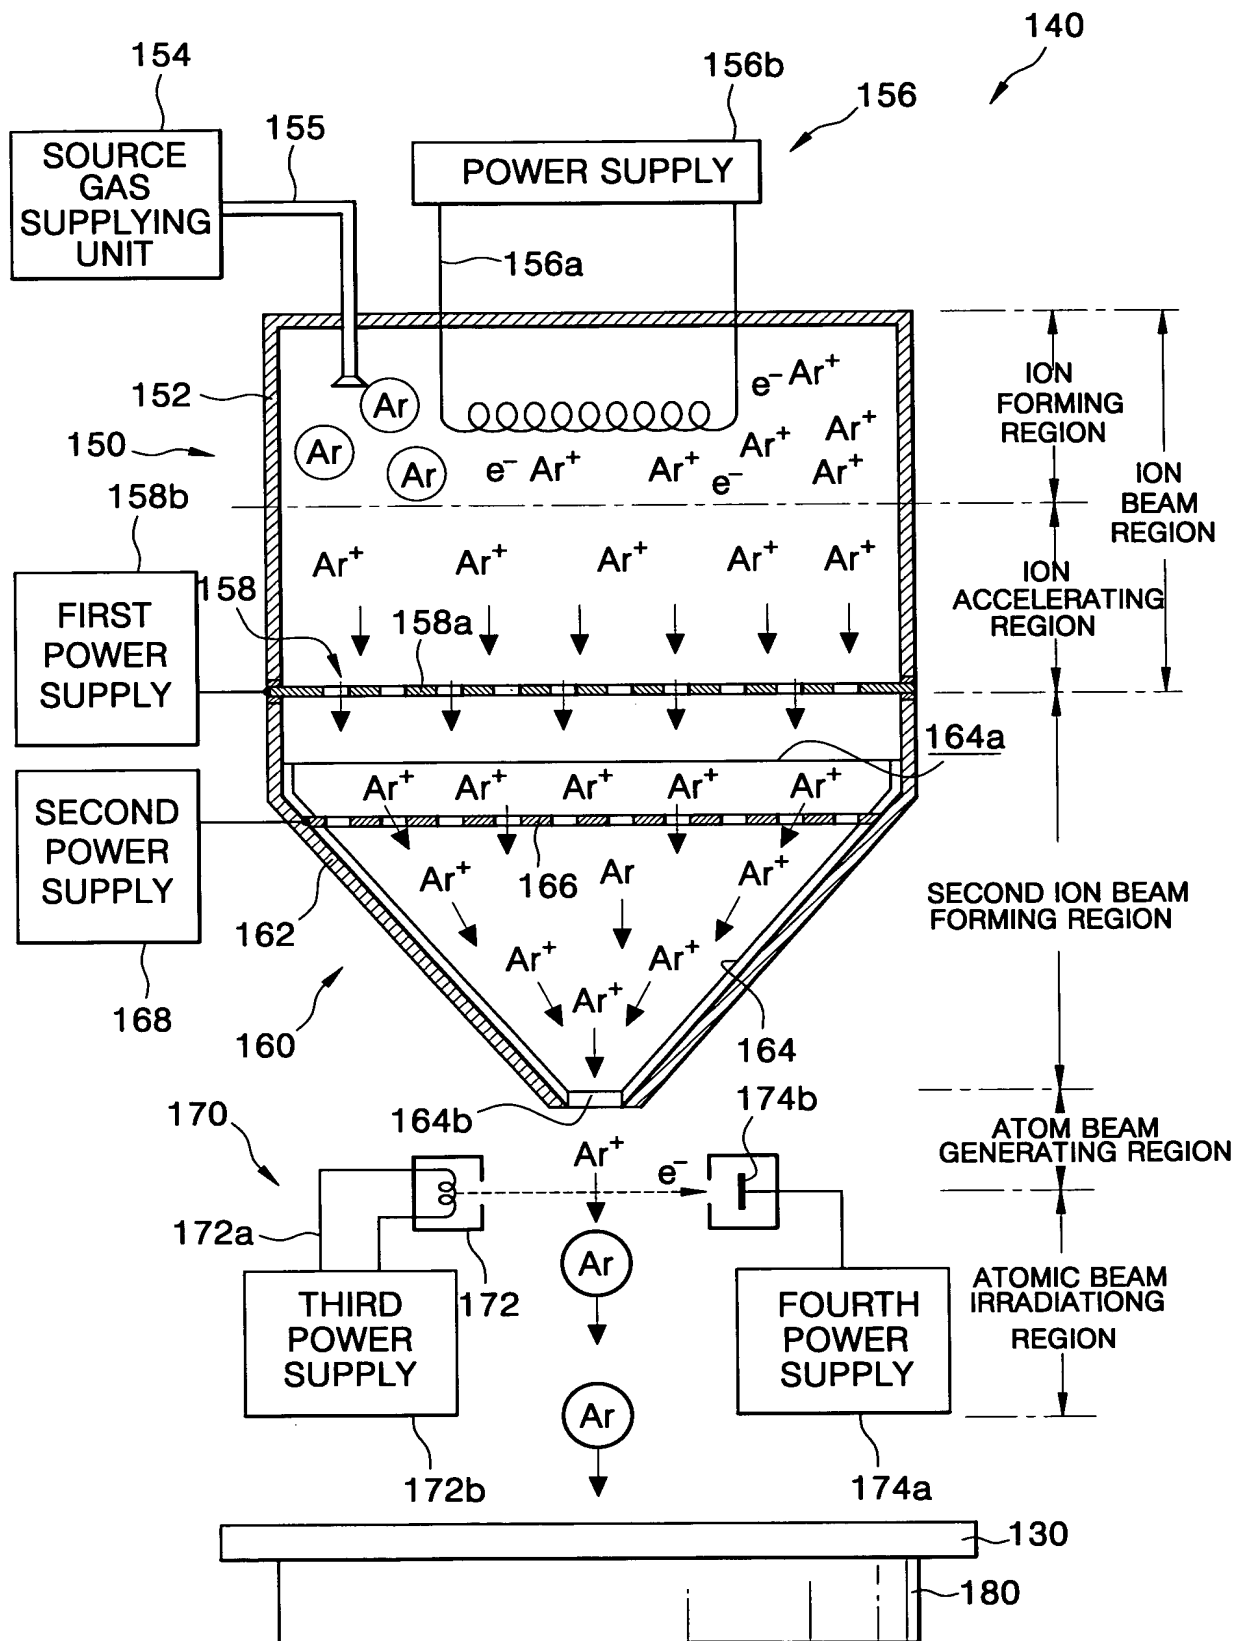 140
154
156b
156
155
SOURCE
GAS
SUPPLYING
UNIT
POWER SUPPLY
156a
152
150
Ar
Ar
Ar
e⁻ Ar⁺
Ar⁺
Ar⁺
e⁻ Ar⁺
Ar⁺
e⁻
Ar⁺
ION
FORMING
REGION
ION
BEAM
REGION
158b
Ar⁺
Ar⁺
Ar⁺
Ar⁺
Ar⁺
ION
ACCELERATING
REGION
158
158a
FIRST
POWER
SUPPLY
164a
Ar⁺
Ar⁺
Ar⁺
Ar⁺
Ar⁺
SECOND
POWER
SUPPLY
Ar⁺
166
Ar
Ar⁺
SECOND ION BEAM
FORMING REGION
162
Ar⁺
Ar⁺
Ar⁺
168
160
164
164b
174b
170
Ar⁺
e⁻
ATOM BEAM
GENERATING REGION
172a
172
Ar
THIRD
POWER
SUPPLY
FOURTH
POWER
SUPPLY
ATOMIC BEAM
IRRADIATIONG
REGION
Ar
172b
174a
130
180